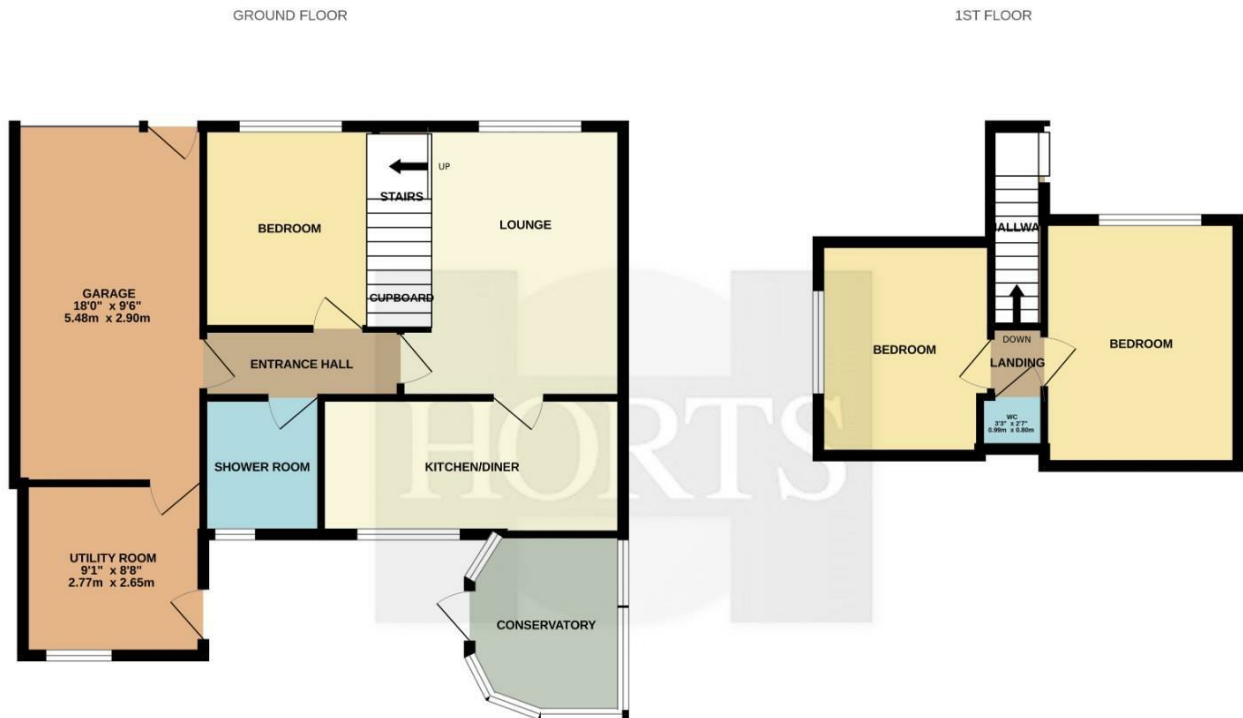 GROUND FLOOR
1ST FLOOR
UP
STAIRS
BEDROOM
LOUNGE
GARAGE
18'0" x 9'6"
5.48m x 2.90m
CUPBOARD
ENTRANCE HALL
SHOWER ROOM
KITCHEN/DINER
UTILITY ROOM
9'1" x 8'8"
2.77m x 2.65m
CONSERVATORY
HALLWA
DOWN
LANDING
BEDROOM
BEDROOM
WC
3'3" x 2'7"
0.99m x 0.80m
HORTS